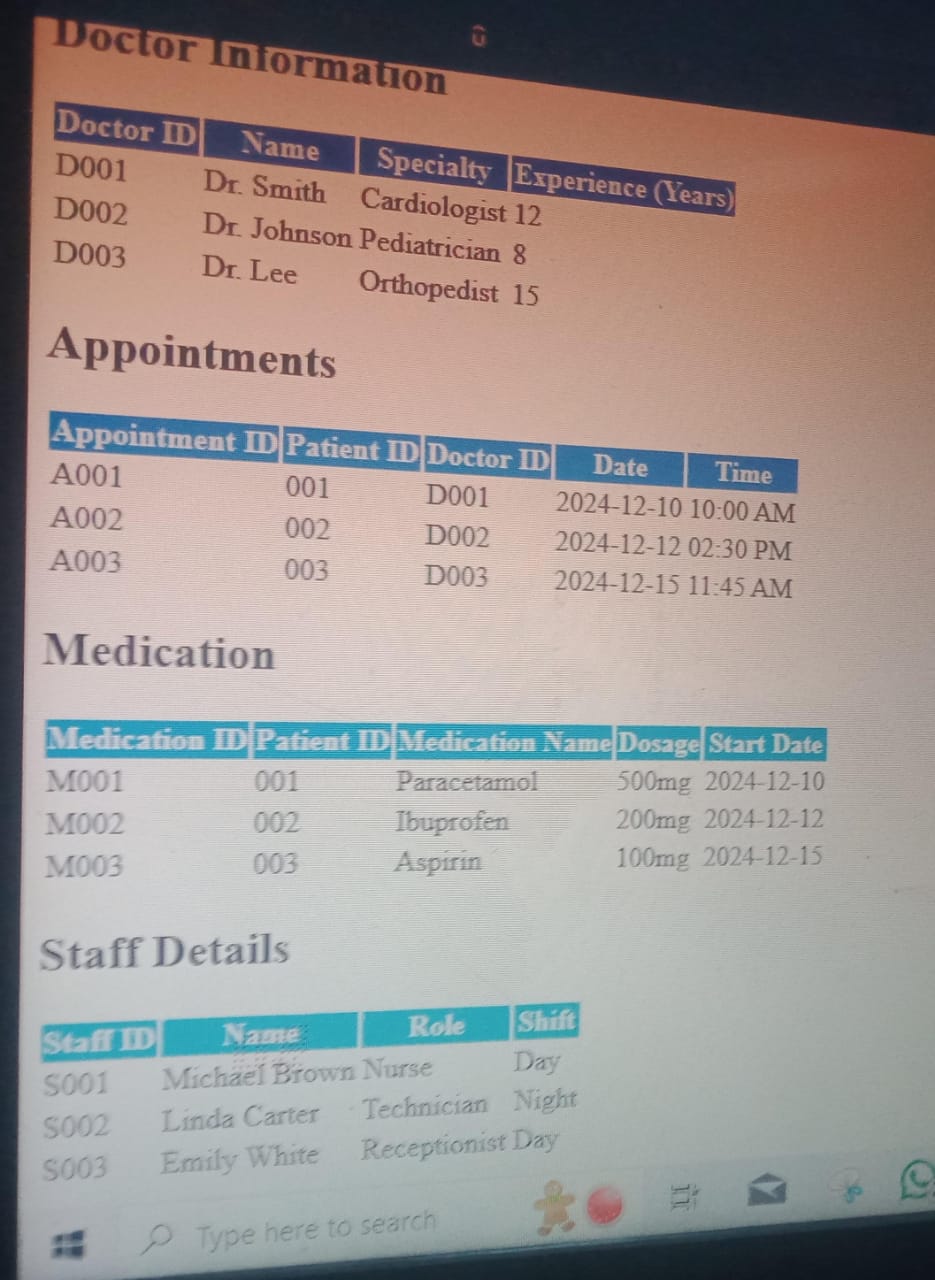 Doctor Information
Doctor ID Name Specialty Experience (Years)
D001 Dr. Smith Cardiologist 12
D002 Dr. Johnson Pediatrician 8
D003 Dr. Lee Orthopedist 15
Appointments
Appointment ID Patient ID Doctor ID Date Time
A001 001 D001 2024-12-10 10:00 AM
A002 002 D002 2024-12-12 02:30 PM
A003 003 D003 2024-12-15 11:45 AM
Medication
Medication ID Patient ID Medication Name Dosage Start Date
M001 001 Paracetamol 500mg 2024-12-10
M002 002 Ibuprofen 200mg 2024-12-12
M003 003 Aspirin 100mg 2024-12-15
Staff Details
Staff ID Name Role Shift
S001 Michael Brown Nurse Day
S002 Linda Carter Technician Night
S003 Emily White Receptionist Day
Type here to search